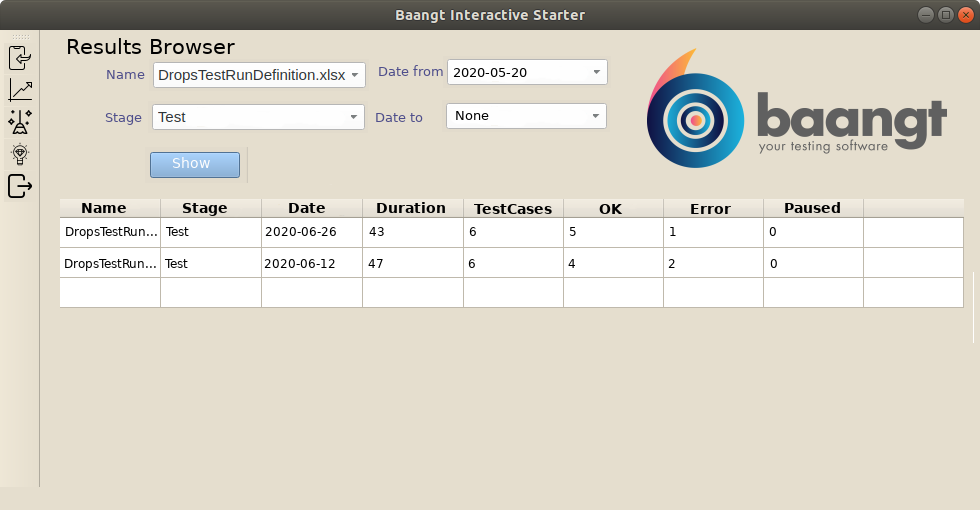 Baangt Interactive Starter
Results Browser
Name DropsTestRunDefinition.xlsx Date from 2020-05-20
Stage Test Date to None
Show
baangt
your testing software
Name Stage Date Duration TestCases OK Error Paused
DropsTestRun... Test 2020-06-26 43 6 5 1 0
DropsTestRun... Test 2020-06-12 47 6 4 2 0